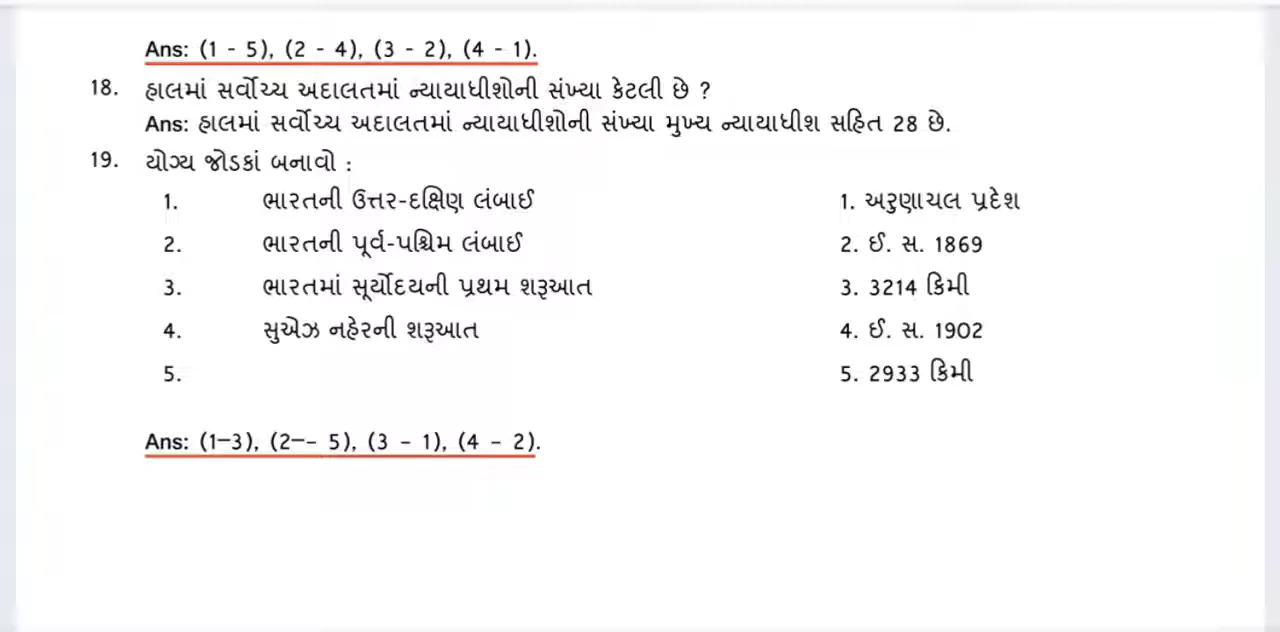 Ans: (1 - 5), (2 - 4), (3 - 2), (4 - 1).
18. હાલમાં સર્વોચ્ચ અદાલતમાં ન્યાયાધીશોની સંખ્યા કેટલી છે ?
Ans: હાલમાં સર્વોચ્ચ અદાલતમાં ન્યાયાધીશોની સંખ્યા મુખ્ય ન્યાયાધીશ સહિત 28 છે.
19. યોગ્ય જોડકાં બનાવો :
1. ભારતની ઉત્તર-દક્ષિણ લંબાઈ 1. અરુણાચલ પ્રદેશ
2. ભારતની પૂર્વ-પશ્ચિમ લંબાઈ 2. ઈ. સ. 1869
3. ભારતમાં સૂર્યોદયની પ્રથમ શરૂઆત 3. 3214 કિમી
4. સુએઝ નહેરની શરૂઆત 4. ઈ. સ. 1902
5. 5. 2933 કિમી
Ans: (1–3), (2–- 5), (3 - 1), (4 - 2).